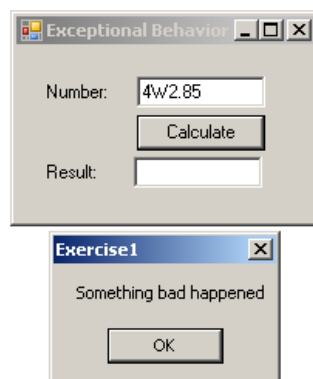 Exceptional Behavior
Number: 4W2.85
Calculate
Result:
Exercise1
Something bad happened
OK